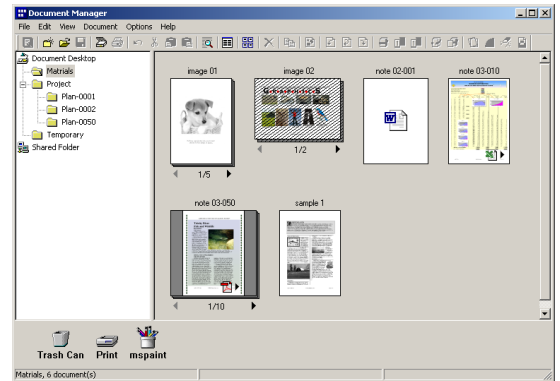 Document Manager
File Edit View Document Options Help
Document Desktop
Matrials
Project
Plan-0001
Plan-0002
Plan-0050
Temporary
Shared Folder
image 01
image 02
note 02-001
note 03-010
1/5
1/2
W
note 03-050
sample 1
1/10
Trash Can
Print
mspaint
Matrials, 6 document(s)